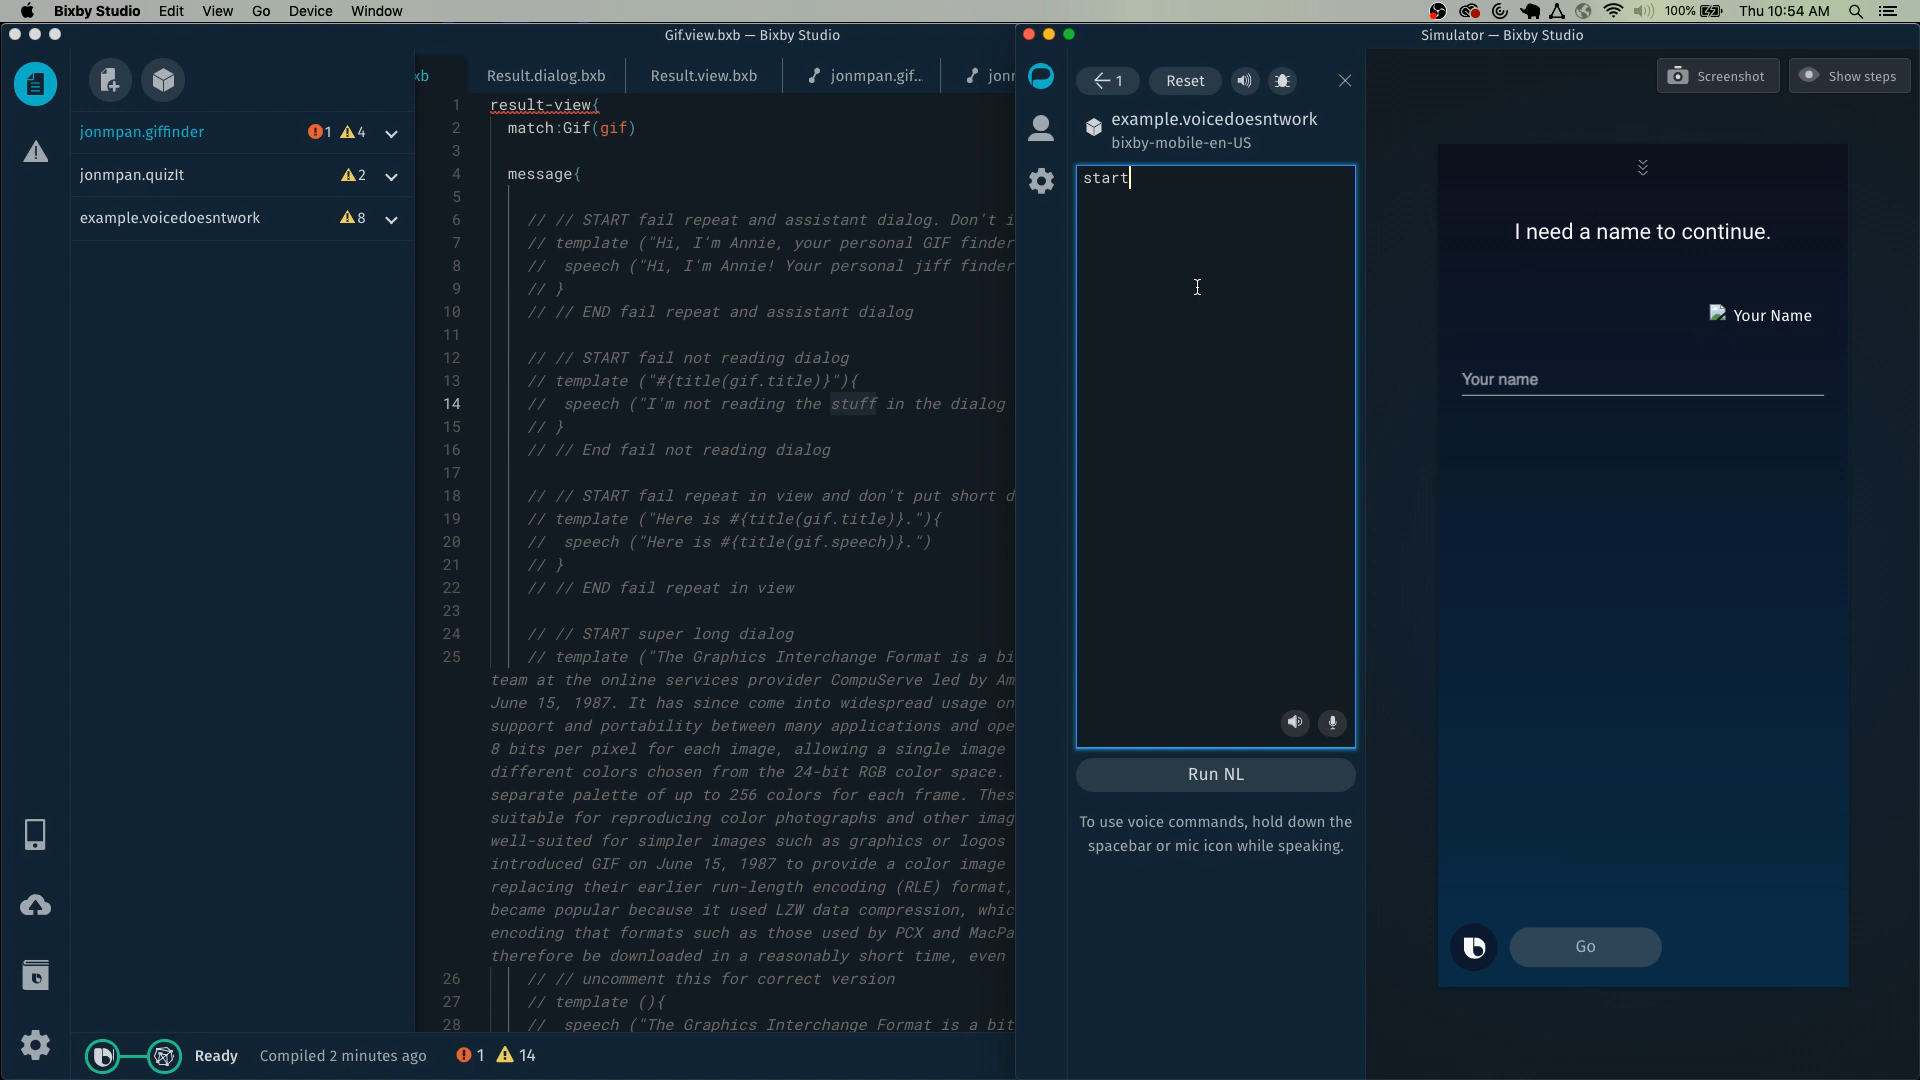 Bixby Studio Edit View Go Device Window
100% Thu 10:54 AM
Gif.view.bxb — Bixby Studio
Simulator — Bixby Studio
xb Result.dialog.bxb Result.view.bxb jonmpan.gif... jonn
jonmpan.giffinder 1 4
jonmpan.quizIt 2
example.voicedoesntwork 8
1 result-view{
2 match:Gif(gif)
3
4 message{
5
6 // // START fail repeat and assistant dialog. Don't i
7 // template ("Hi, I'm Annie, your personal GIF finder
8 // speech ("Hi, I'm Annie! Your personal jiff finder
9 // }
10 // // END fail repeat and assistant dialog
11
12 // // START fail not reading dialog
13 // template ("#{title(gif.title)}"){
14 // speech ("I'm not reading the stuff in the dialog
15 // }
16 // // End fail not reading dialog
17
18 // // START fail repeat in view and don't put short d
19 // template ("Here is #{title(gif.title)}."){
20 // speech ("Here is #{title(gif.speech)}.")
21 // }
22 // // END fail repeat in view
23
24 // // START super long dialog
25 // template ("The Graphics Interchange Format is a bi
team at the online services provider CompuServe led by Am
June 15, 1987. It has since come into widespread usage on
support and portability between many applications and ope
8 bits per pixel for each image, allowing a single image
different colors chosen from the 24-bit RGB color space.
separate palette of up to 256 colors for each frame. Thes
suitable for reproducing color photographs and other imag
well-suited for simpler images such as graphics or logos
introduced GIF on June 15, 1987 to provide a color image
replacing their earlier run-length encoding (RLE) format,
became popular because it used LZW data compression, whic
encoding that formats such as those used by PCX and MacPa
therefore be downloaded in a reasonably short time, even
26 // // uncomment this for correct version
27 // template (){
28 // speech ("The Graphics Interchange Format is a bit
Ready Compiled 2 minutes ago 1 14
1 Reset
example.voicedoesntwork
bixby-mobile-en-US
start
Run NL
To use voice commands, hold down the
spacebar or mic icon while speaking.
Screenshot Show steps
I need a name to continue.
Your Name
Your name
Go